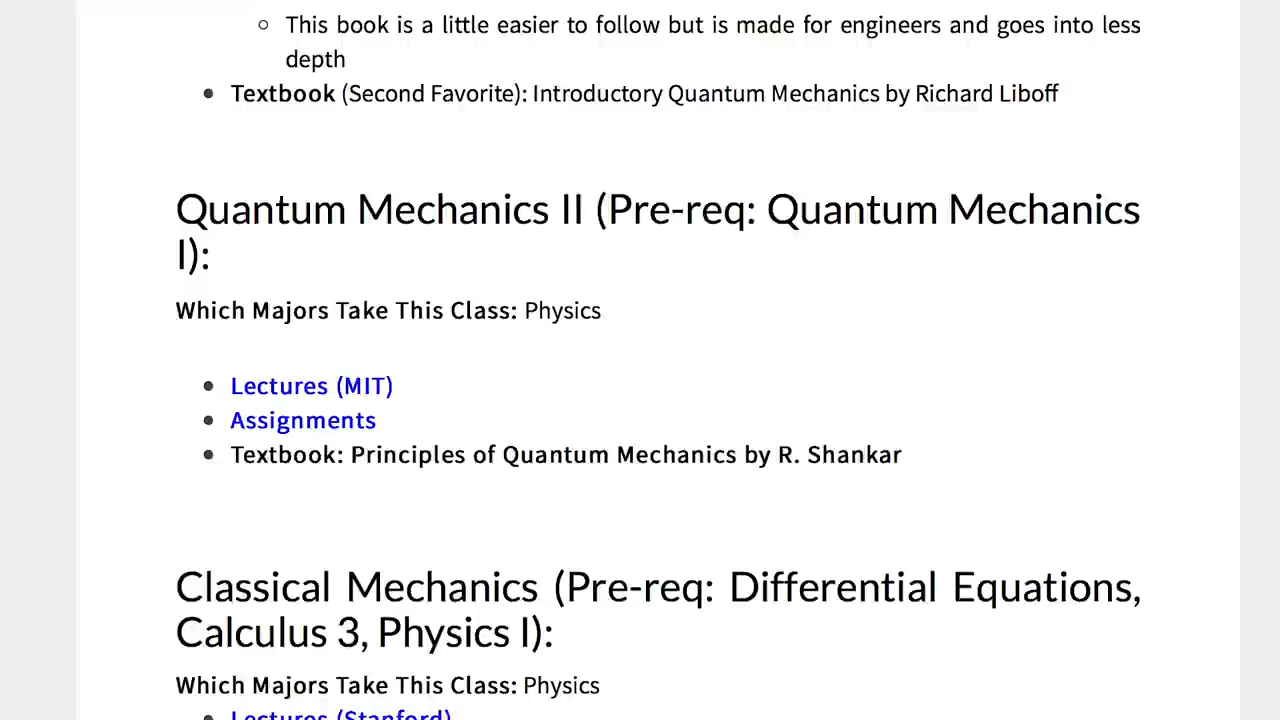 This book is a little easier to follow but is made for engineers and goes into less
depth
Textbook (Second Favorite): Introductory Quantum Mechanics by Richard Liboff
Quantum Mechanics II (Pre-req: Quantum Mechanics
I):
Which Majors Take This Class: Physics
Lectures (MIT)
Assignments
Textbook: Principles of Quantum Mechanics by R. Shankar
Classical Mechanics (Pre-req: Differential Equations,
Calculus 3, Physics I):
Which Majors Take This Class: Physics
Lectures (Stanford)